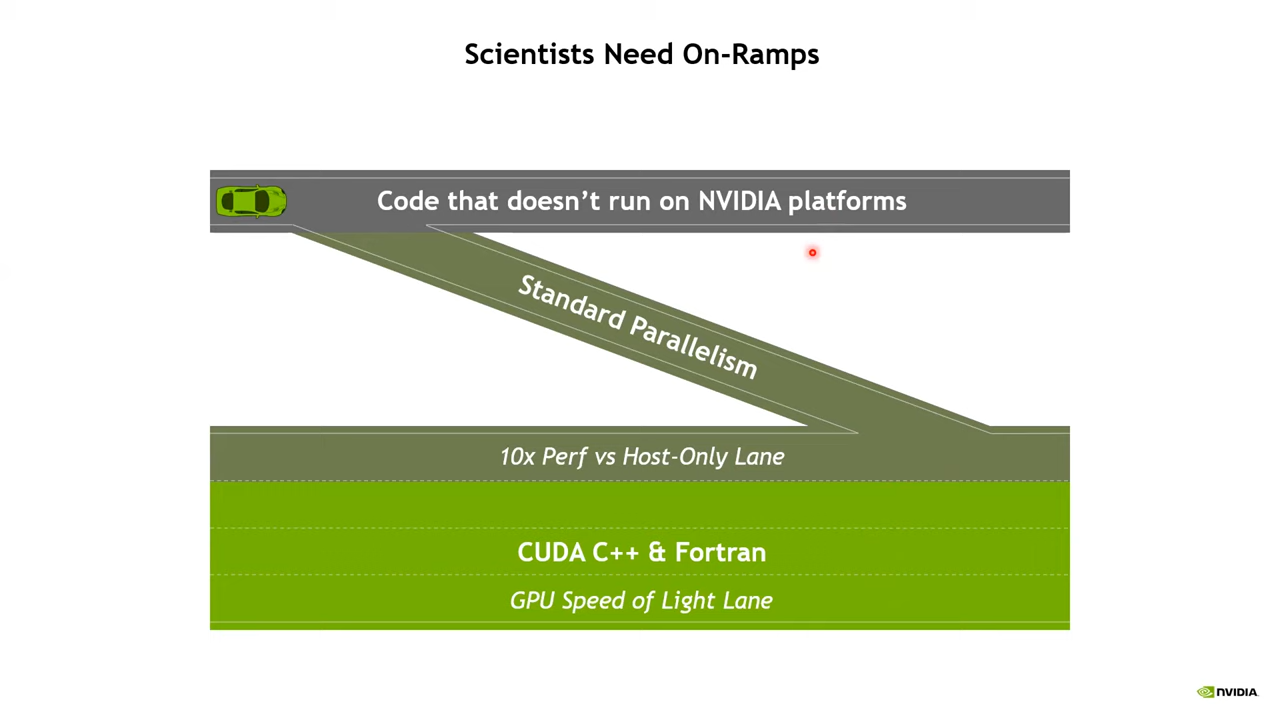 Scientists Need On-Ramps
Code that doesn’t run on NVIDIA platforms
Standard Parallelism
10x Perf vs Host-Only Lane
CUDA C++ & Fortran
GPU Speed of Light Lane
NVIDIA.